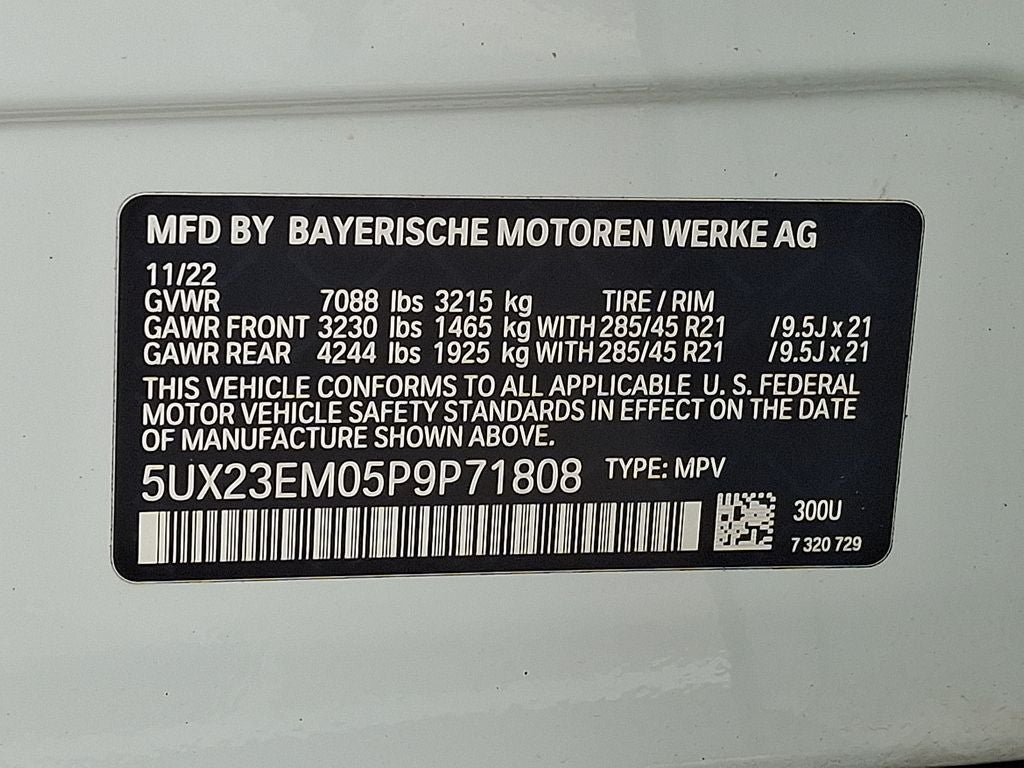 MFD BY BAYERISCHE MOTOREN WERKE AG
11/22
GVWR 7088 lbs 3215 kg TIRE / RIM
GAWR FRONT 3230 lbs 1465 kg WITH 285/45 R21 /9.5J x 21
GAWR REAR 4244 lbs 1925 kg WITH 285/45 R21 /9.5J x 21
THIS VEHICLE CONFORMS TO ALL APPLICABLE U. S. FEDERAL
MOTOR VEHICLE SAFETY STANDARDS IN EFFECT ON THE DATE
OF MANUFACTURE SHOWN ABOVE.
5UX23EM05P9P71808 TYPE: MPV
300U
7 320 729